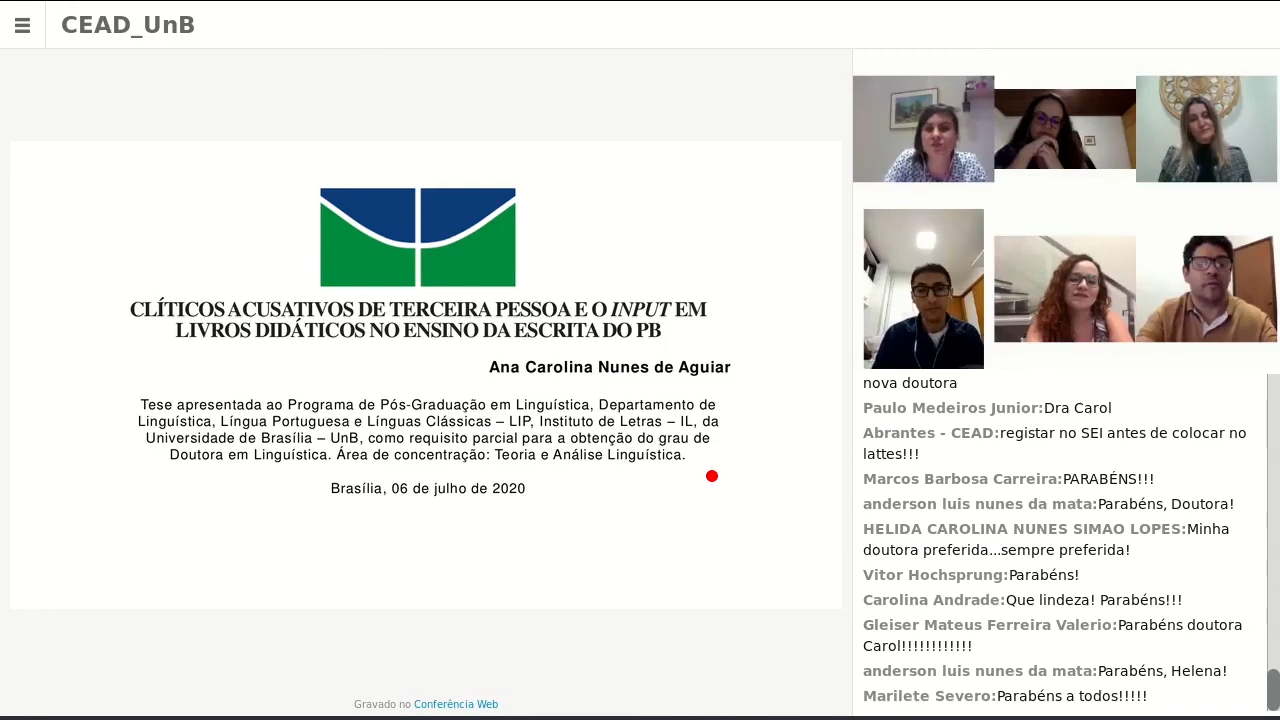 CEAD_UnB
CLÍTICOS ACUSATIVOS DE TERCEIRA PESSOA E O INPUT EM
LIVROS DIDÁTICOS NO ENSINO DA ESCRITA DO PB
Ana Carolina Nunes de Aguiar
Tese apresentada ao Programa de Pós-Graduação em Linguística, Departamento de
Linguística, Língua Portuguesa e Línguas Clássicas – LIP, Instituto de Letras – IL, da
Universidade de Brasília – UnB, como requisito parcial para a obtenção do grau de
Doutora em Linguística. Área de concentração: Teoria e Análise Linguística.
Brasília, 06 de julho de 2020
Gravado no Conferência Web
nova doutora
Paulo Medeiros Junior:Dra Carol
Abrantes - CEAD:registar no SEI antes de colocar no
lattes!!!
Marcos Barbosa Carreira:PARABÉNS!!!
anderson luis nunes da mata:Parabéns, Doutora!
HELIDA CAROLINA NUNES SIMAO LOPES:Minha
doutora preferida...sempre preferida!
Vitor Hochsprung:Parabéns!
Carolina Andrade:Que lindeza! Parabéns!!!
Gleiser Mateus Ferreira Valerio:Parabéns doutora
Carol!!!!!!!!!!!!
anderson luis nunes da mata:Parabéns, Helena!
Marilete Severo:Parabéns a todos!!!!!